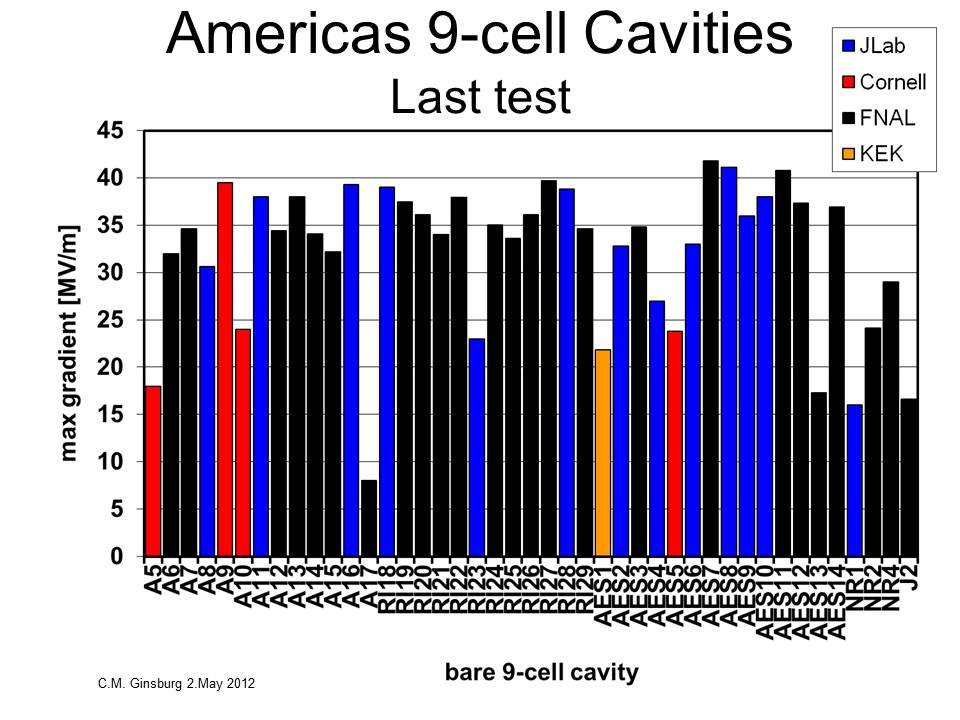 Americas 9-cell Cavities
Last test
JLab
Cornell
FNAL
KEK
max gradient [MV/m]
45
40
35
30
25
20
15
10
5
0
A5
A6
A7
A8
A9
A10
A11
A12
A13
A14
A15
A16
A17
RI18
RI19
RI20
RI21
RI22
RI23
RI24
RI25
RI26
RI27
RI28
RI29
AES1
AES2
AES3
AES4
AES5
AES6
AES7
AES8
AES9
AES10
AES11
AES12
AES13
AES14
NR1
NR2
NR4
J2
bare 9-cell cavity
C.M. Ginsburg 2.May 2012